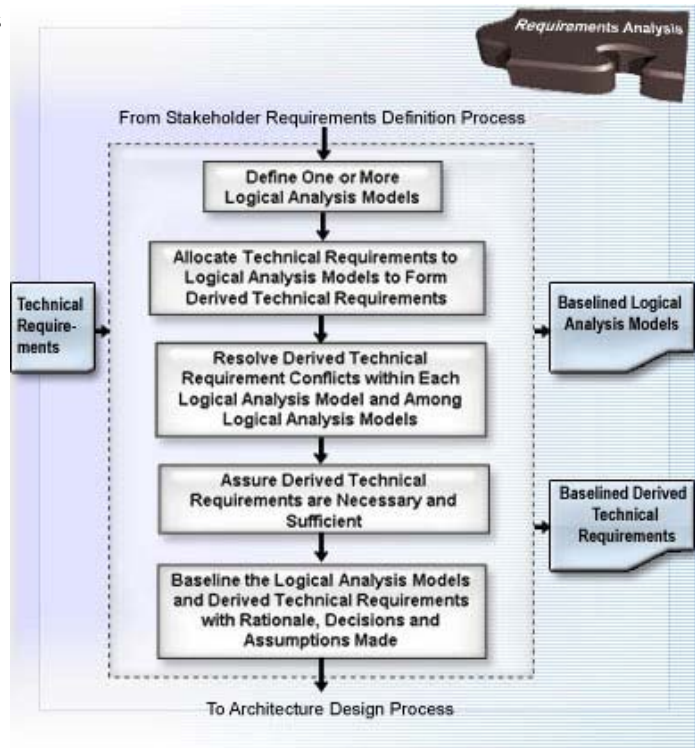 Requirements Analysis
From Stakeholder Requirements Definition Process
Define One or More
Logical Analysis Models
Allocate Technical Requirements to
Logical Analysis Models to Form
Derived Technical Requirements
Technical
Require-
ments
Baselined Logical
Analysis Models
Resolve Derived Technical
Requirement Conflicts within Each
Logical Analysis Model and Among
Logical Analysis Models
Assure Derived Technical
Requirements are Necessary and
Sufficient
Baselined Derived
Technical
Requirements
Baseline the Logical Analysis Models
and Derived Technical Requirements
with Rationale, Decisions and
Assumptions Made
To Architecture Design Process